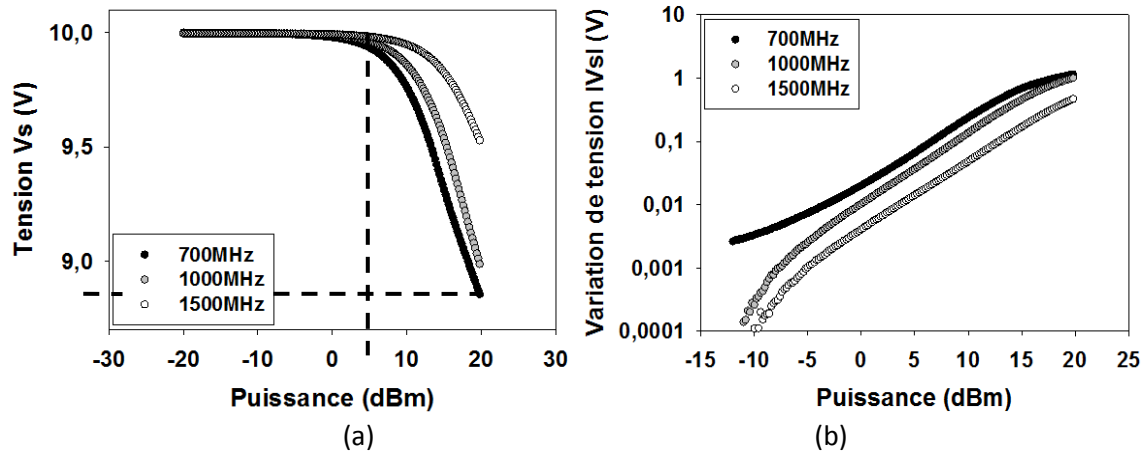 Tension Vs (V)
10,0
9,5
9,0
700MHz
1000MHz
1500MHz
-30 -20 -10 0 10 20 30
Puissance (dBm)
(a)
Variation de tension IVsI (V)
10
1
0,1
0,01
0,001
0,0001
700MHz
1000MHz
1500MHz
-15 -10 -5 0 5 10 15 20 25
Puissance (dBm)
(b)